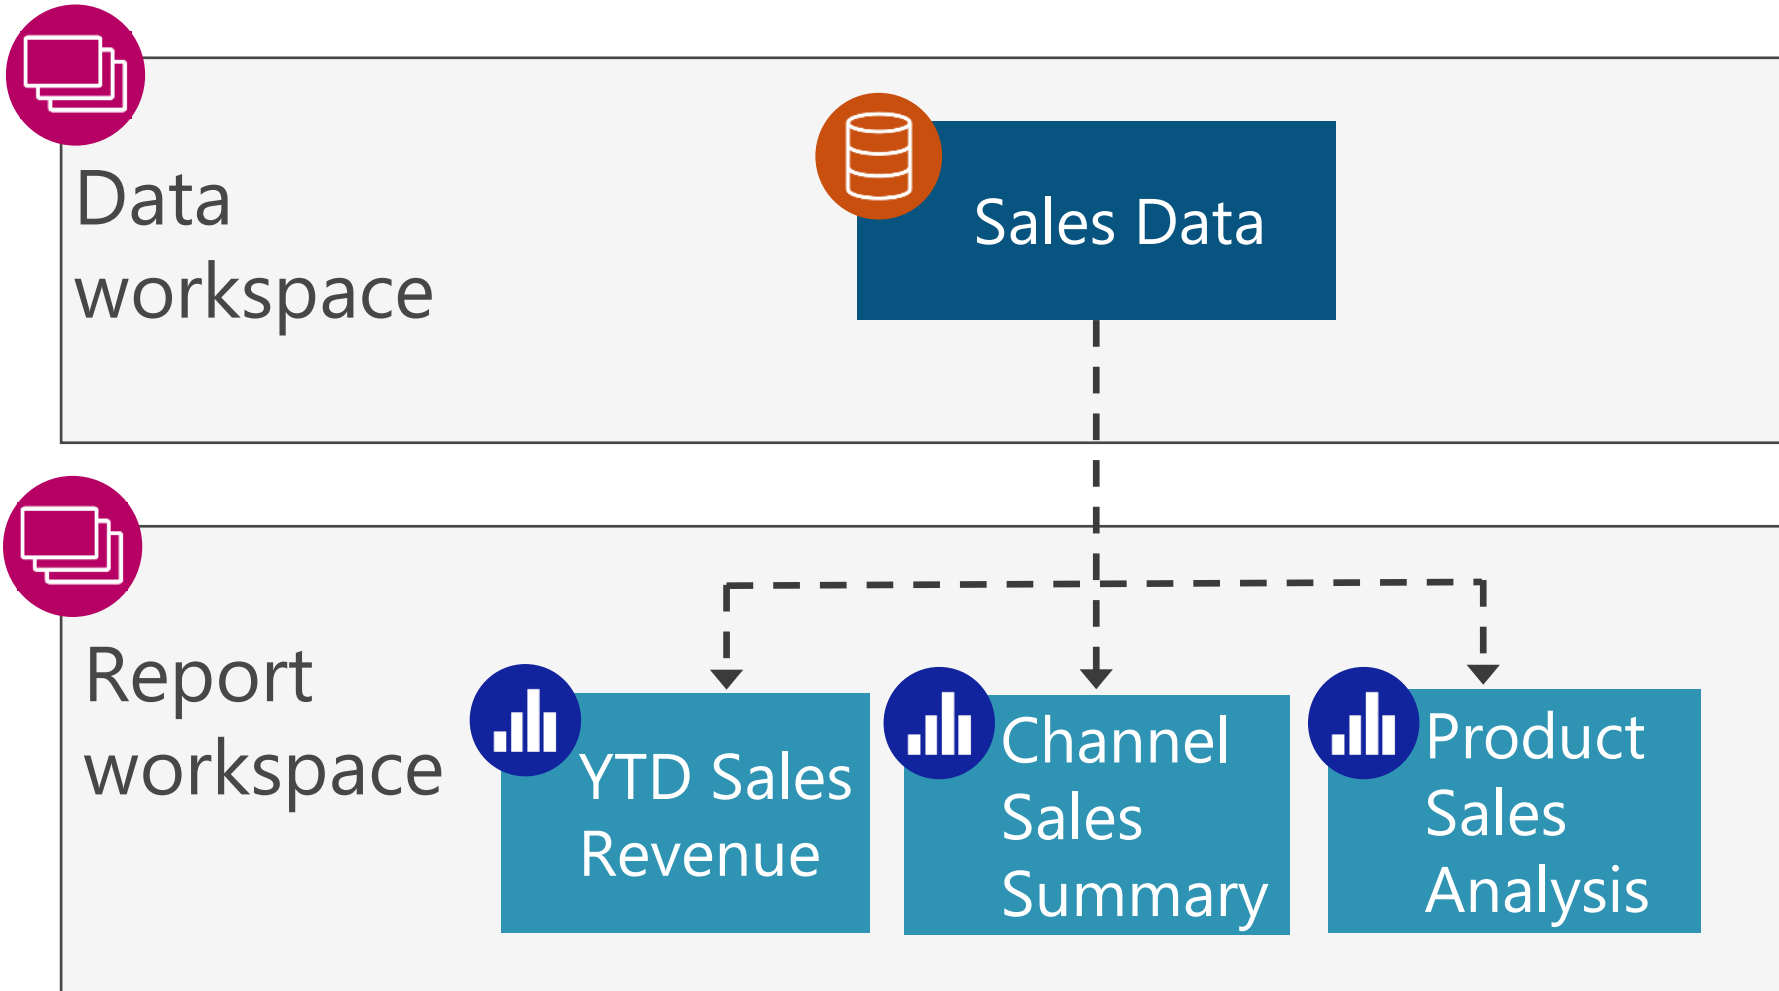 Data
workspace
Sales Data
Report
workspace
YTD Sales
Revenue
Channel
Sales
Summary
Product
Sales
Analysis